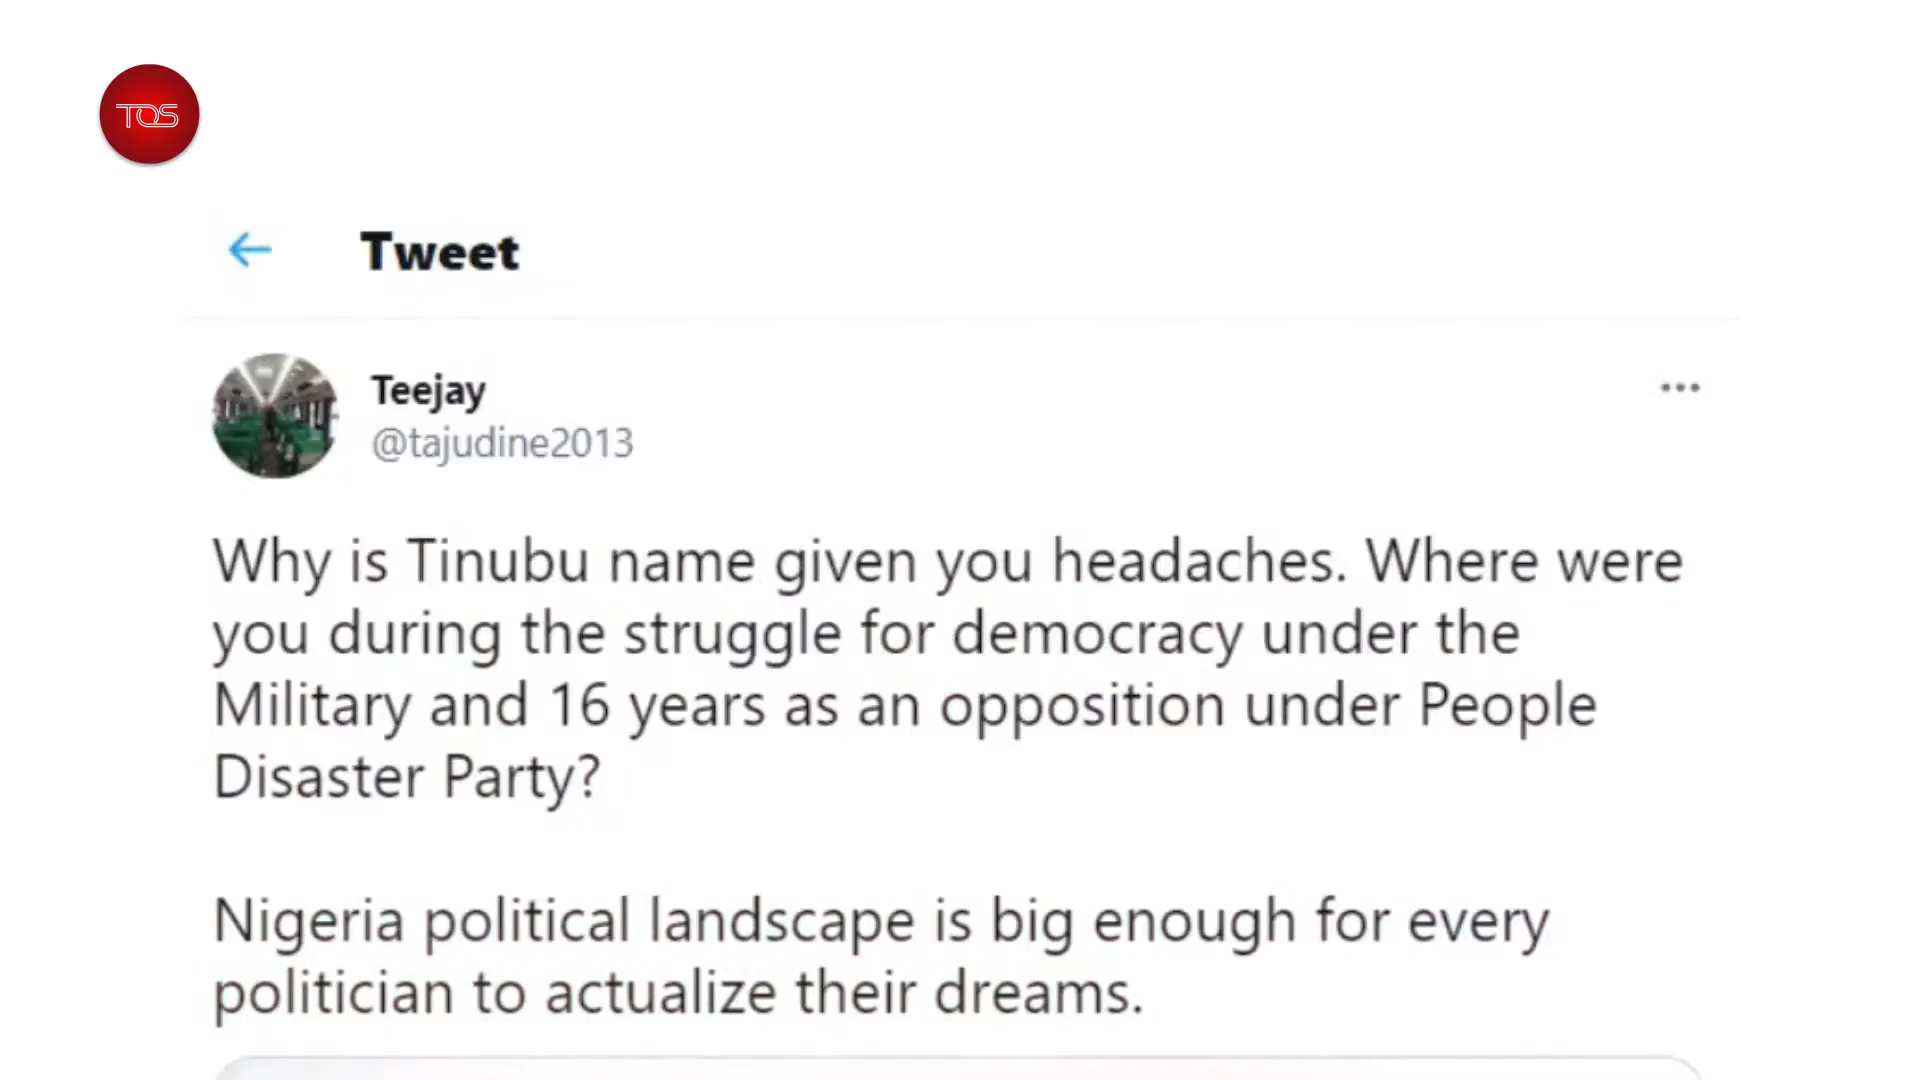 TOS
Tweet
Teejay
@tajudine2013
Why is Tinubu name given you headaches. Where were
you during the struggle for democracy under the
Military and 16 years as an opposition under People
Disaster Party?
Nigeria political landscape is big enough for every
politician to actualize their dreams.